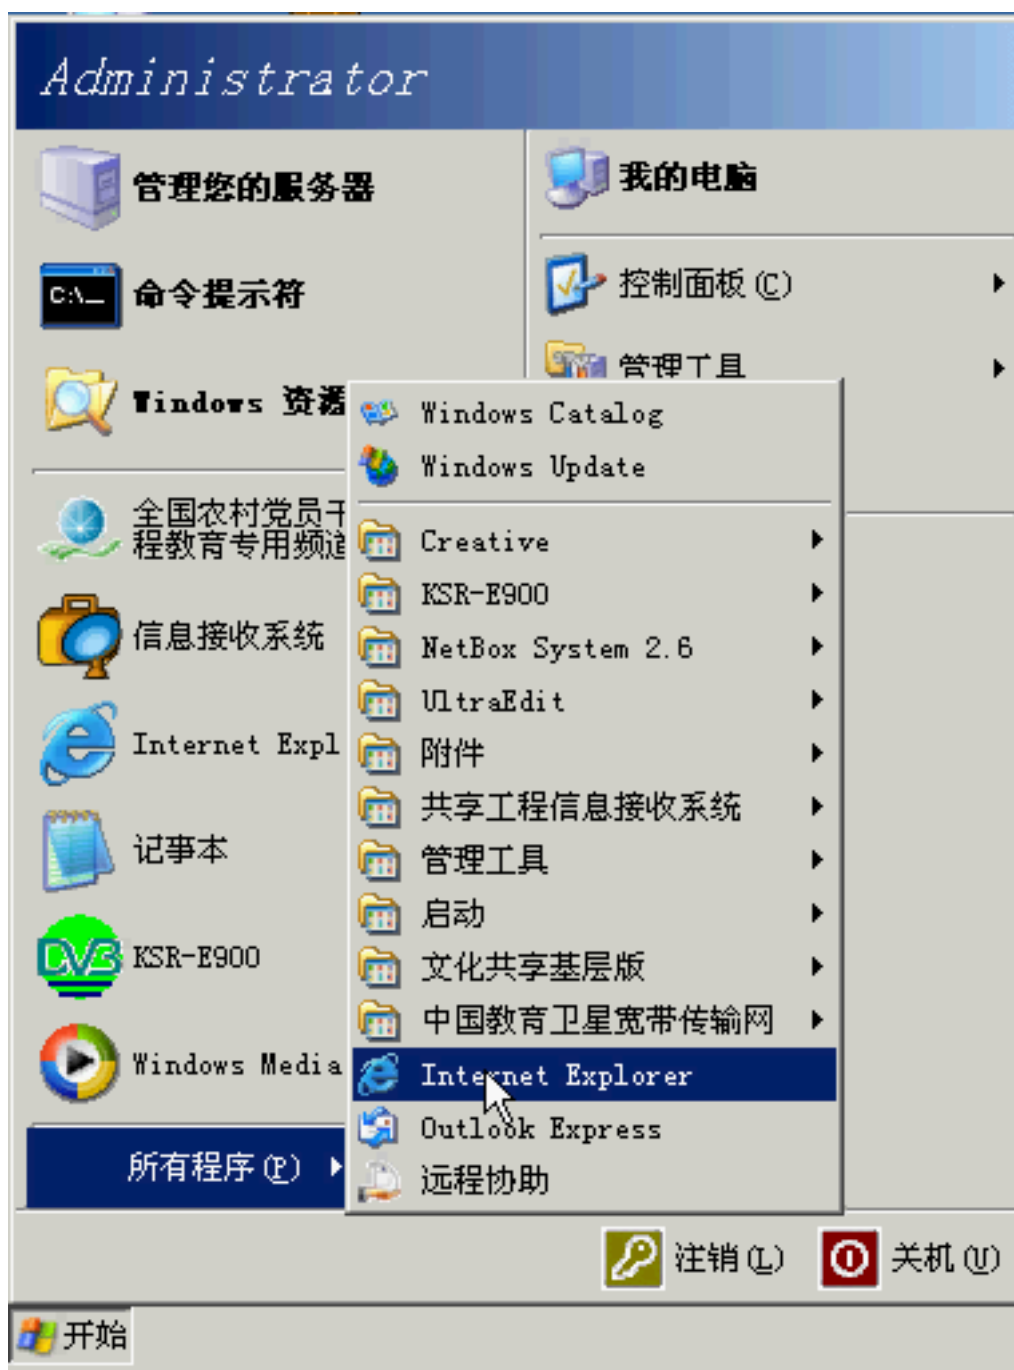 Administrator
管理您的服务器
我的电脑
C:\_
命令提示符
控制面板(C)
管理工具
Windows 资源
Windows Catalog
Windows Update
全国农村党员干
程教育专用频道
Creative
KSR-E900
信息接收系统
NetBox System 2.6
UltraEdit
Internet Expl
附件
共享工程信息接收系统
记事本
管理工具
启动
DVB
KSR-E900
文化共享基层版
中国教育卫星宽带传输网
Windows Media
Internet Explorer
Outlook Express
所有程序(P)
远程协助
注销(L)
关机(U)
开始